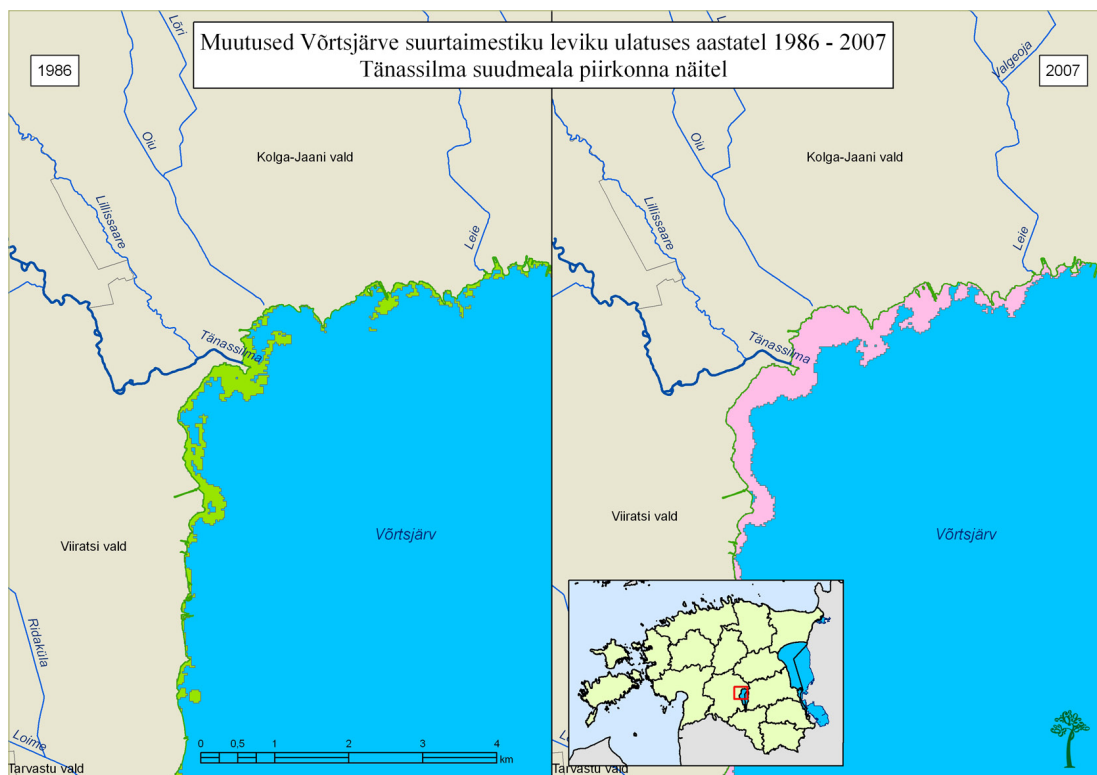 Muutused Võrtsjärve suurtaimestiku leviku ulatuses aastatel 1986 - 2007
Tänassilma suudmeala piirkonna näitel
1986
Lõri
Oiu
Kolga-Jaani vald
Lillissaare
Leie
Tänassilma
Võrtsjärv
Viiratsi vald
Ridaküla
Loime
Tarvastu vald
0 0,5 1 2 3 4
km
2007
Valgeoja
Oiu
Kolga-Jaani vald
Lillissaare
Leie
Tänassilma
Viiratsi vald
Võrtsjärv